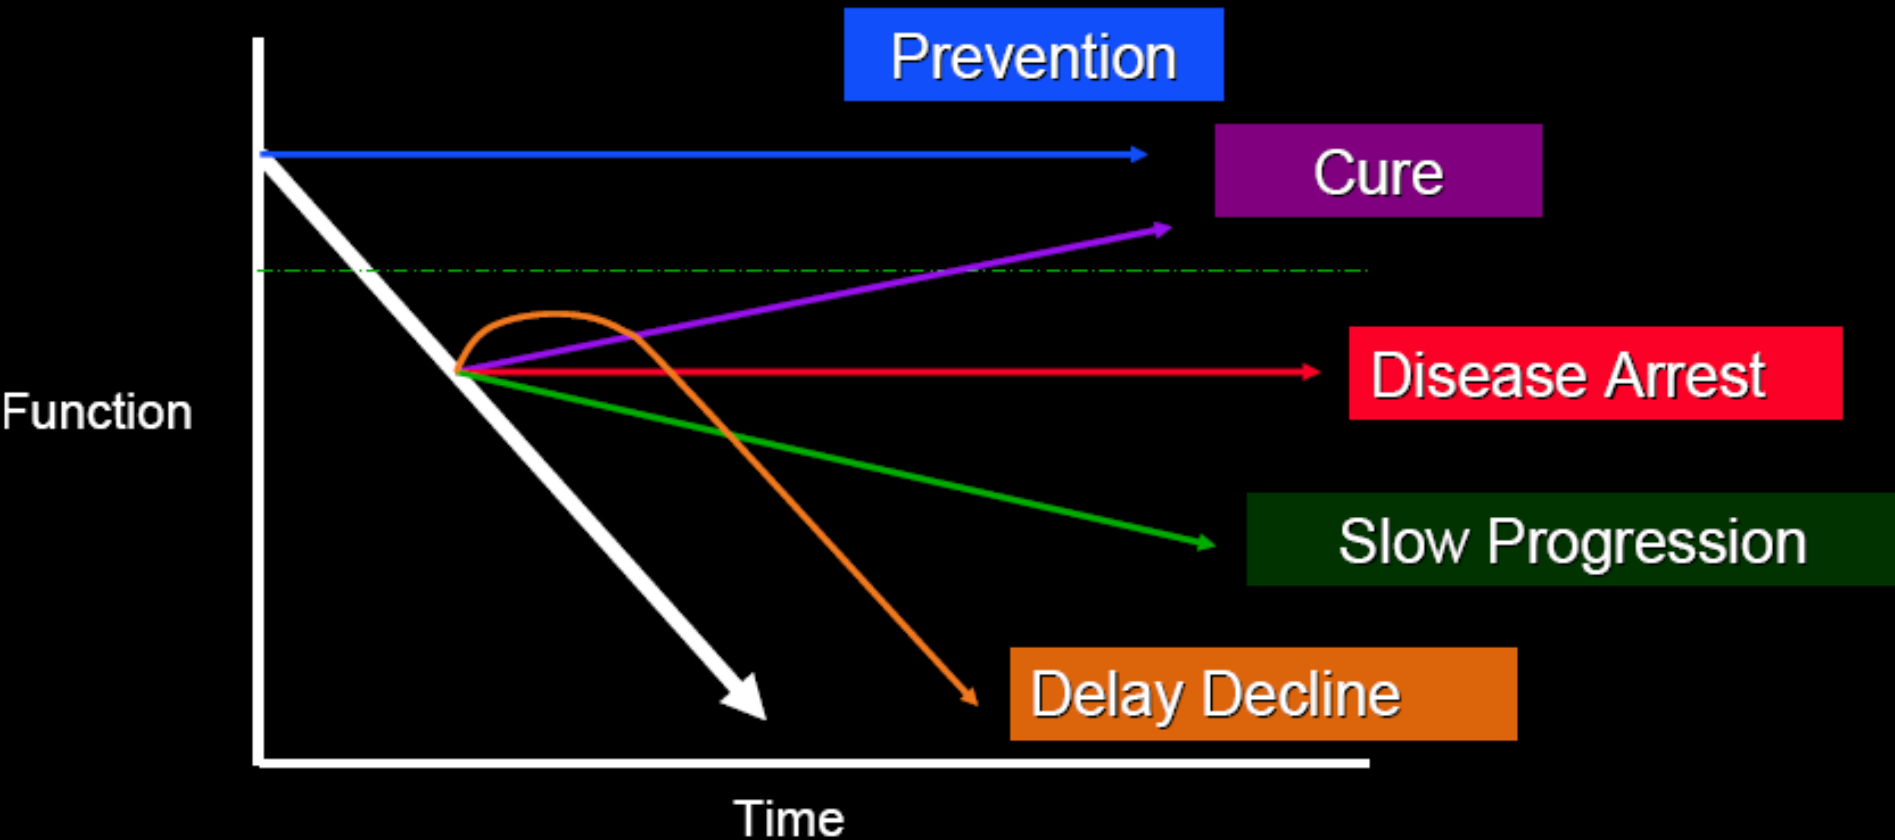 Prevention
Cure
Disease Arrest
Function
Slow Progression
Delay Decline
Time